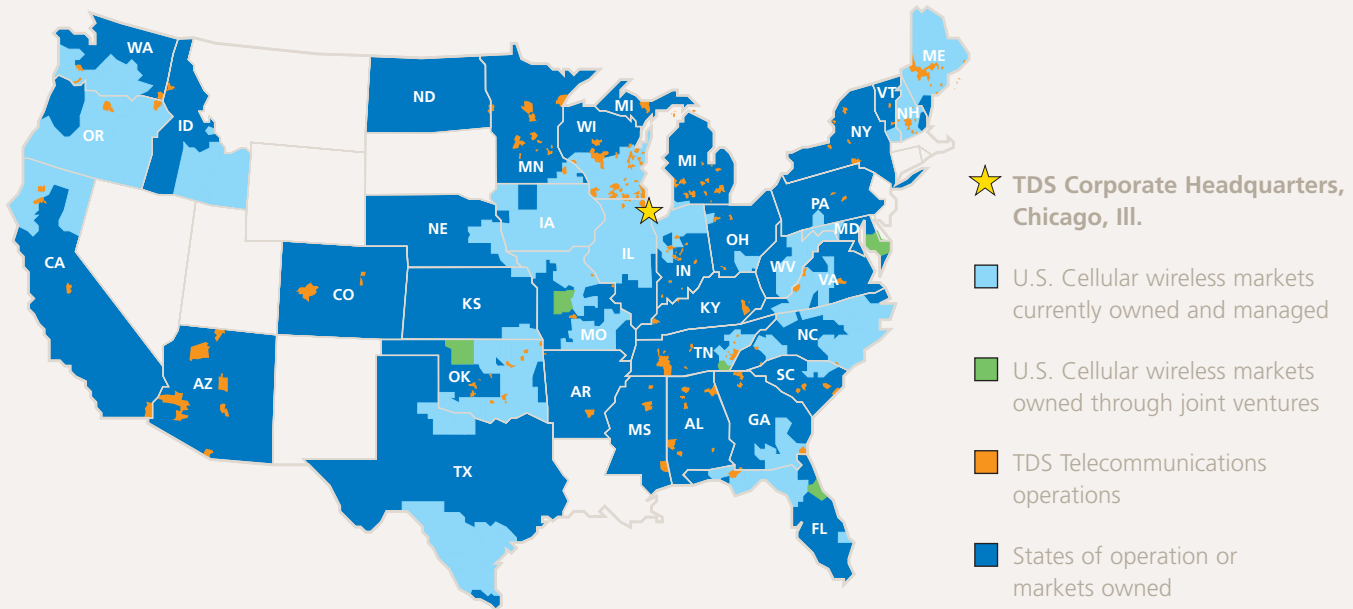 WA
ME
ND
MI
VT
NH
OR
ID
WI
NY
MN
MI
PA
IA
NE
OH
MD
IL
IN
WV
VA
CA
CO
KS
KY
MO
NC
TN
AZ
OK
SC
AR
GA
MS
AL
TX
FL
TDS Corporate Headquarters,
Chicago, Ill.
U.S. Cellular wireless markets
currently owned and managed
U.S. Cellular wireless markets
owned through joint ventures
TDS Telecommunications
operations
States of operation or
markets owned